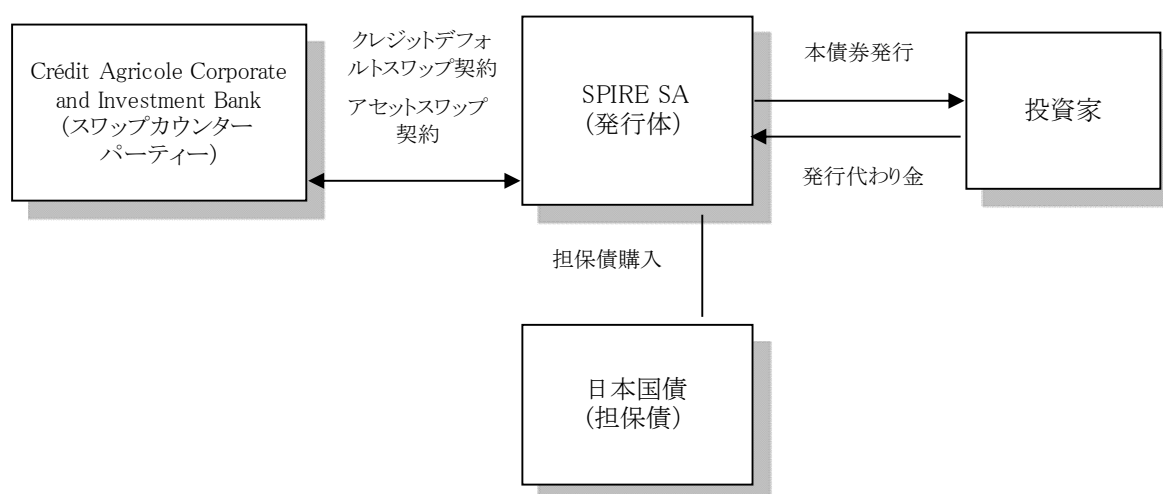 Crédit Agricole Corporate
and Investment Bank
(スワップカウンター
パーティー)
クレジットデフォ
ルトスワップ契約
アセットスワップ
契約
SPIRE SA
(発行体)
本債券発行
発行代わり金
投資家
担保債購入
日本国債
(担保債)